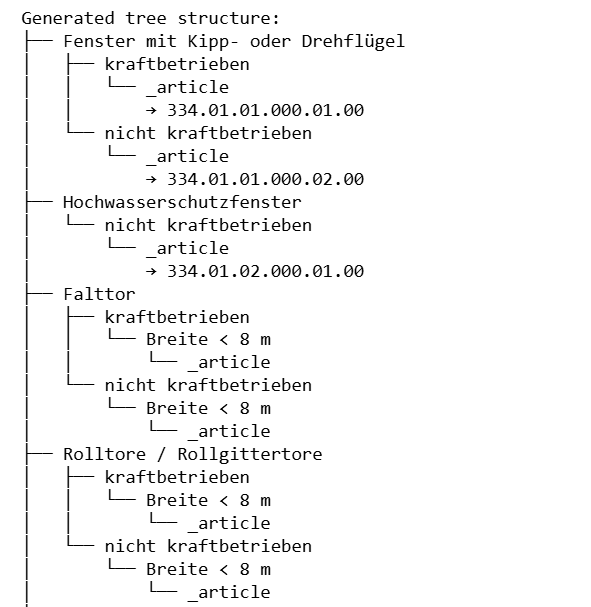 Generated tree structure:
├── Fenster mit Kipp- oder Drehflügel
│   ├── kraftbetrieben
│   │   └── _article
│   │       → 334.01.01.000.01.00
│   └── nicht kraftbetrieben
│       └── _article
│           → 334.01.01.000.02.00
├── Hochwasserschutzfenster
│   └── nicht kraftbetrieben
│       └── _article
│           → 334.01.02.000.01.00
├── Falttor
│   ├── kraftbetrieben
│   │   └── Breite < 8 m
│   │       └── _article
│   └── nicht kraftbetrieben
│       └── Breite < 8 m
│           └── _article
├── Rolltore / Rollgittertore
│   ├── kraftbetrieben
│   │   └── Breite < 8 m
│   │       └── _article
│   └── nicht kraftbetrieben
│       └── Breite < 8 m
│           └── _article